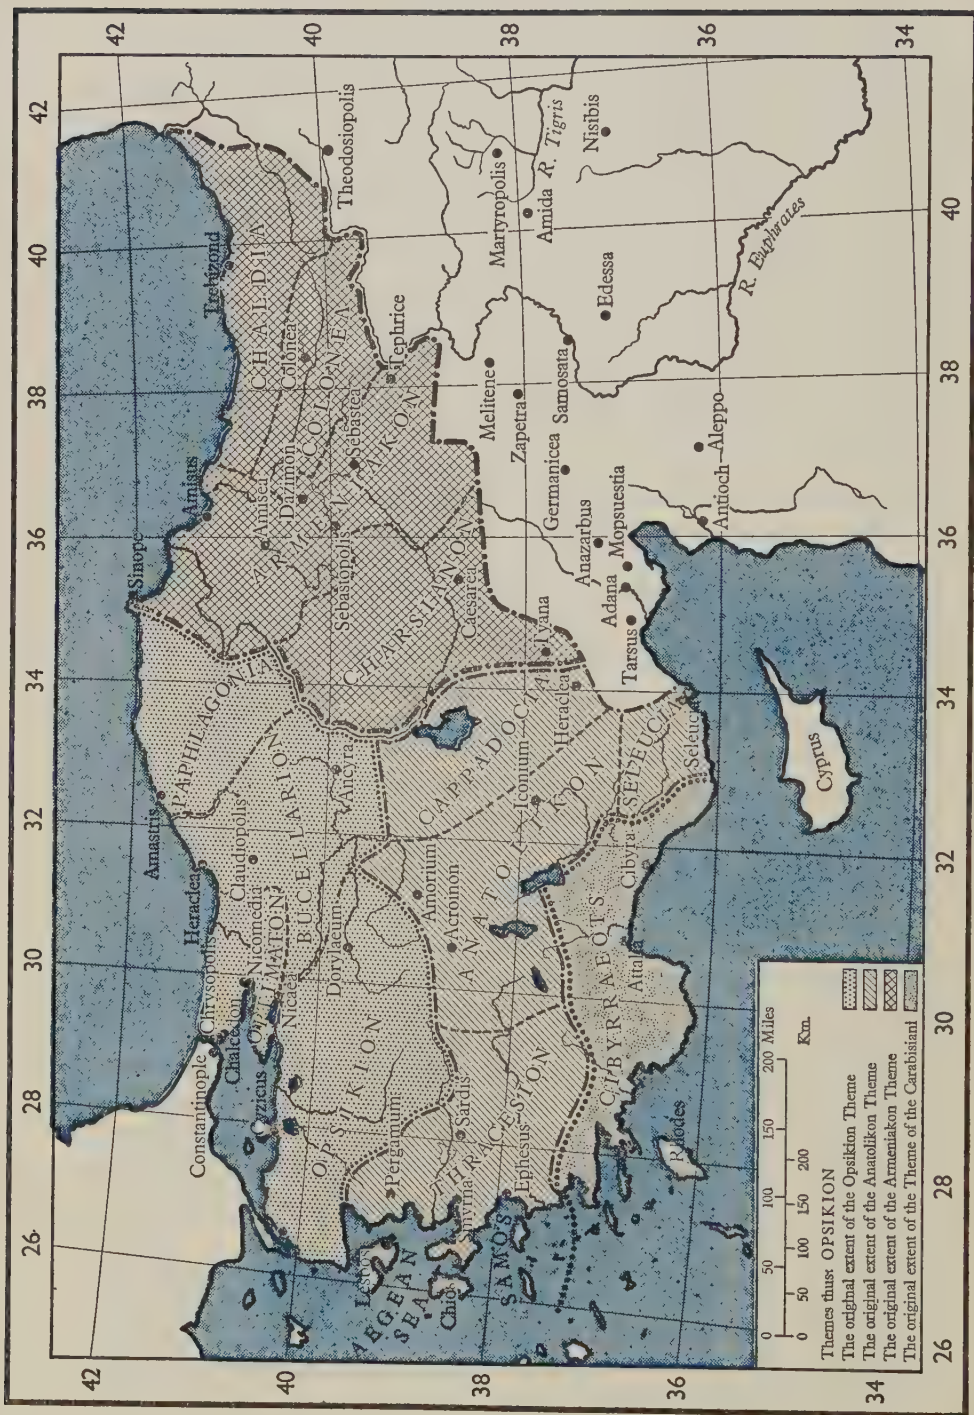 42
40
38
36
34
42
40
38
36
34
32
30
28
26
42
40
38
36
34
40
38
36
34
32
30
28
26
Theodosiopolis
Martyropolis
Amida
R. Tigris
Nisibis
R. Euphrates
Edessa
Trebizond
CHALDIA
Colonea
COLONEA
Tephrice
Melitene
Zapetra
Samosata
Germanicea
Aleppo
Antioch
Amisus
Amasea
Dazimon
Sebastea
ARMENIAKON
Sebastopolis
CHARSIANON
Caesarea
Tyana
Anazarbus
Mopsuestia
Adana
Tarsus
Sinope
PAPHLAGONIA
Amastris
Heraclea
Claudiopolis
BUCELLARION
Ancyra
CAPPADOCIA
Heraclea
Iconium
SELEUCIA
Seleucia
Cyprus
Constantinople
Chrysopolis
Chalcedon
Nicomedia
OPTIMATON
Nicaea
Cyzicus
Dorylaeum
OPSIKION
Amorium
Acroinon
ANATOLIKON
Cibyra
CIBYRRAEOTS
Attalia
Pergamum
Sardis
THRACESION
Smyrna
Ephesus
Lesbos
AEGEAN
SEA
Chios
SAMOS
Rhodes
0 50 100 150 200 Miles
0 50 100 150 200 Km.
Themes thus: OPSIKION
The original extent of the Opsikion Theme
The original extent of the Anatolikon Theme
The original extent of the Armeniakon Theme
The original extent of the Theme of the Carabisiani